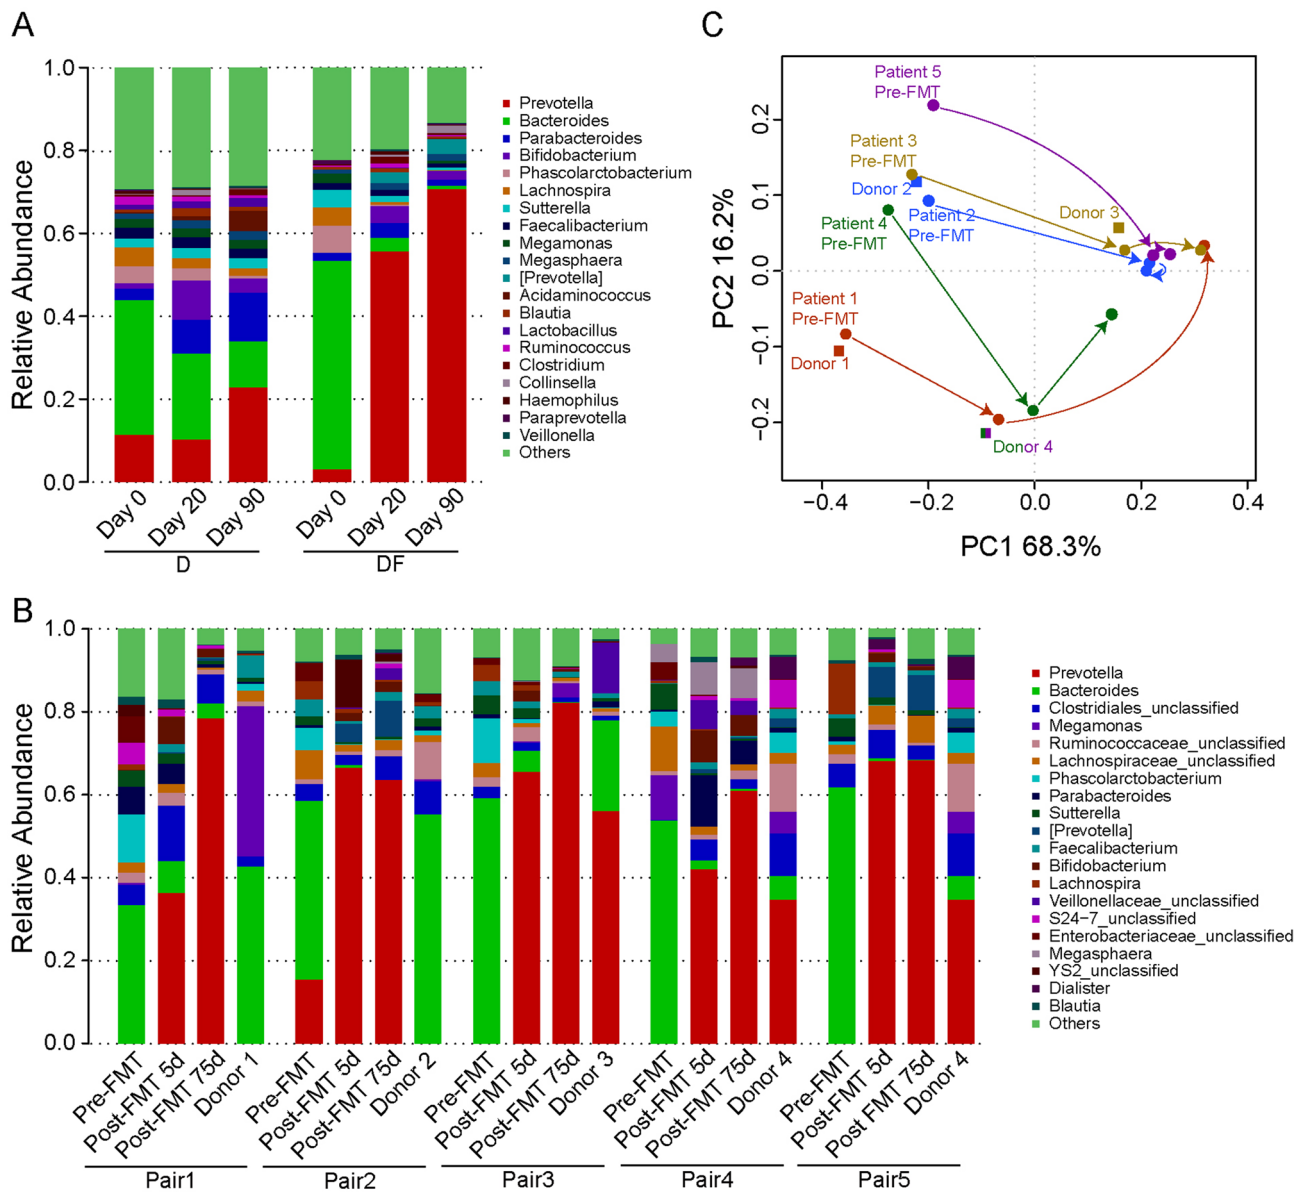 A
1.0
0.8
0.6
0.4
0.2
0.0
Relative Abundance
Day 0
Day 20
Day 90
Day 0
Day 20
Day 90
D
DF
Prevotella
Bacteroides
Parabacteroides
Bifidobacterium
Phascolarctobacterium
Lachnospira
Sutterella
Faecalibacterium
Megamonas
Megasphaera
[Prevotella]
Acidaminococcus
Blautia
Lactobacillus
Ruminococcus
Clostridium
Collinsella
Haemophilus
Paraprevotella
Veillonella
Others
C
Patient 5
Pre-FMT
Patient 3
Pre-FMT
Donor 2
Patient 2
Pre-FMT
Patient 4
Pre-FMT
Donor 3
Patient 1
Pre-FMT
Donor 1
Donor 4
0.2
0.1
0.0
−0.1
−0.2
PC2 16.2%
−0.4
−0.2
0.0
0.2
0.4
PC1 68.3%
B
1.0
0.8
0.6
0.4
0.2
0.0
Relative Abundance
Pre-FMT
Post-FMT 5d
Post-FMT 75d
Donor 1
Pre-FMT
Post-FMT 5d
Post-FMT 75d
Donor 2
Pre-FMT
Post-FMT 5d
Post-FMT 75d
Donor 3
Pre-FMT
Post-FMT 5d
Post-FMT 75d
Donor 4
Pre-FMT
Post-FMT 5d
Post FMT 75d
Donor 4
Pair1
Pair2
Pair3
Pair4
Pair5
Prevotella
Bacteroides
Clostridiales_unclassified
Megamonas
Ruminococcaceae_unclassified
Lachnospiraceae_unclassified
Phascolarctobacterium
Parabacteroides
Sutterella
[Prevotella]
Faecalibacterium
Bifidobacterium
Lachnospira
Veillonellaceae_unclassified
S24−7_unclassified
Enterobacteriaceae_unclassified
Megasphaera
YS2_unclassified
Dialister
Blautia
Others